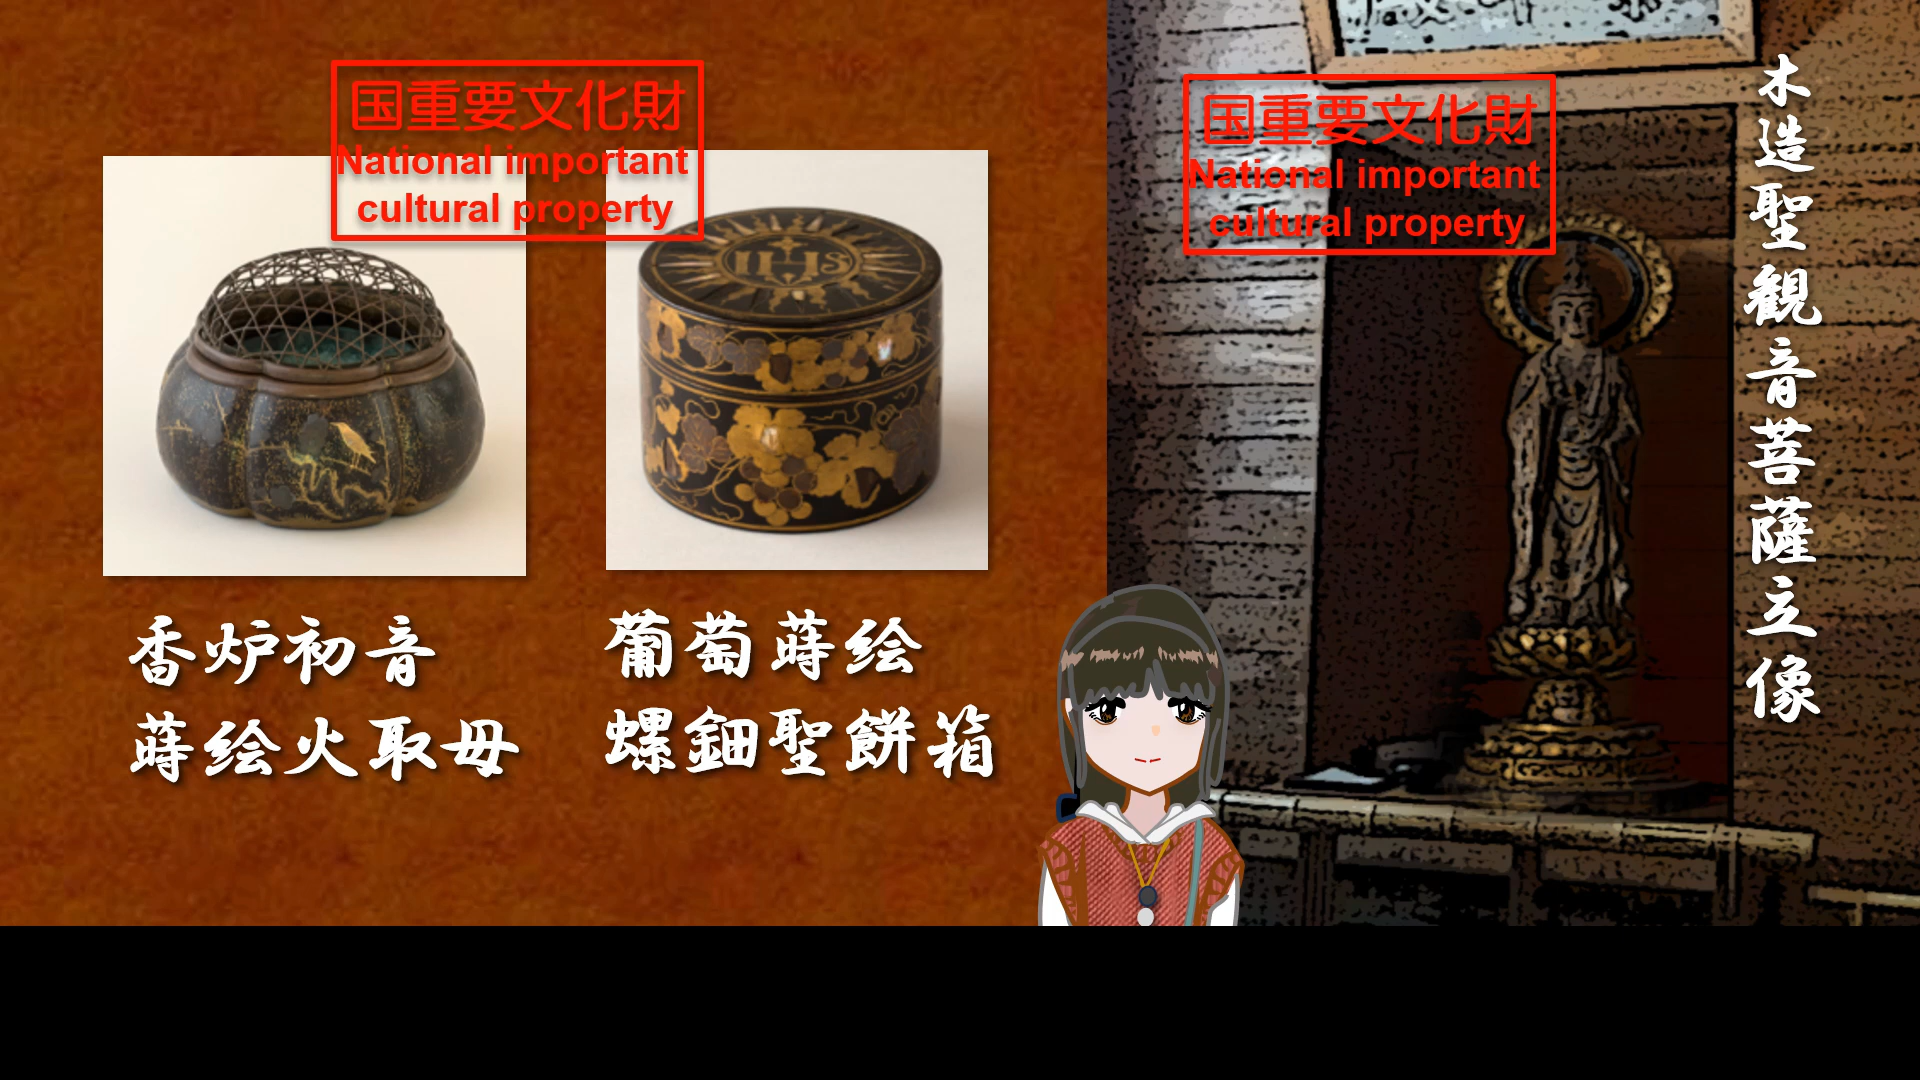 国重要文化財
National important
cultural property
香炉初音
蒔絵火取母
IHS
葡萄蒔絵
螺鈿聖餅箱
国重要文化財
National important
cultural property
木造聖観音菩薩立像